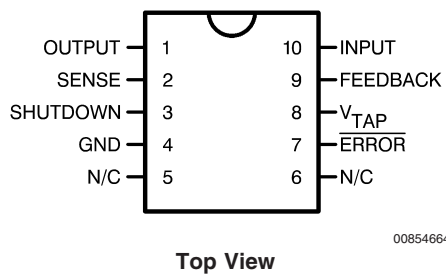 OUTPUT 1 10 INPUT
SENSE 2 9 FEEDBACK
SHUTDOWN 3 8 VTAP
GND 4 7 ERROR
N/C 5 6 N/C
00854664
Top View